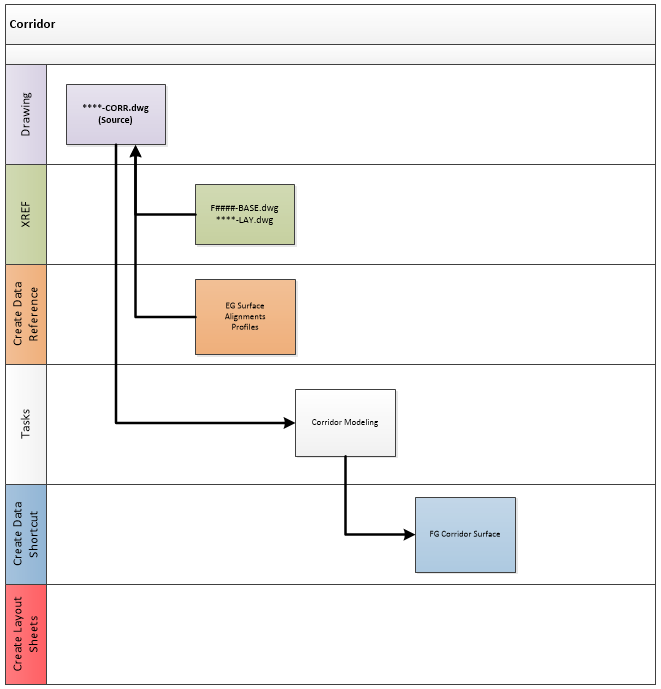 Corridor
Drawing
****-CORR.dwg
(Source)
XREF
F####-BASE.dwg
****-LAY.dwg
Create Data
Reference
EG Surface
Alignments
Profiles
Tasks
Corridor Modeling
Create Data
Shortcut
FG Corridor Surface
Create Layout
Sheets